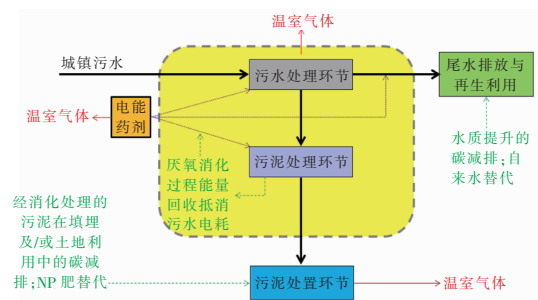 温室气体
城镇污水
污水处理环节
尾水排放与
再生利用
电能
药剂
温室气体
水质提升的
碳减排;自
来水替代
污泥处理环节
厌氧消化
过程能量
回收抵消
污水电耗
经消化处理的
污泥在填埋
及/或土地利
用中的碳减
排;NP 肥替代
污泥处置环节
温室气体